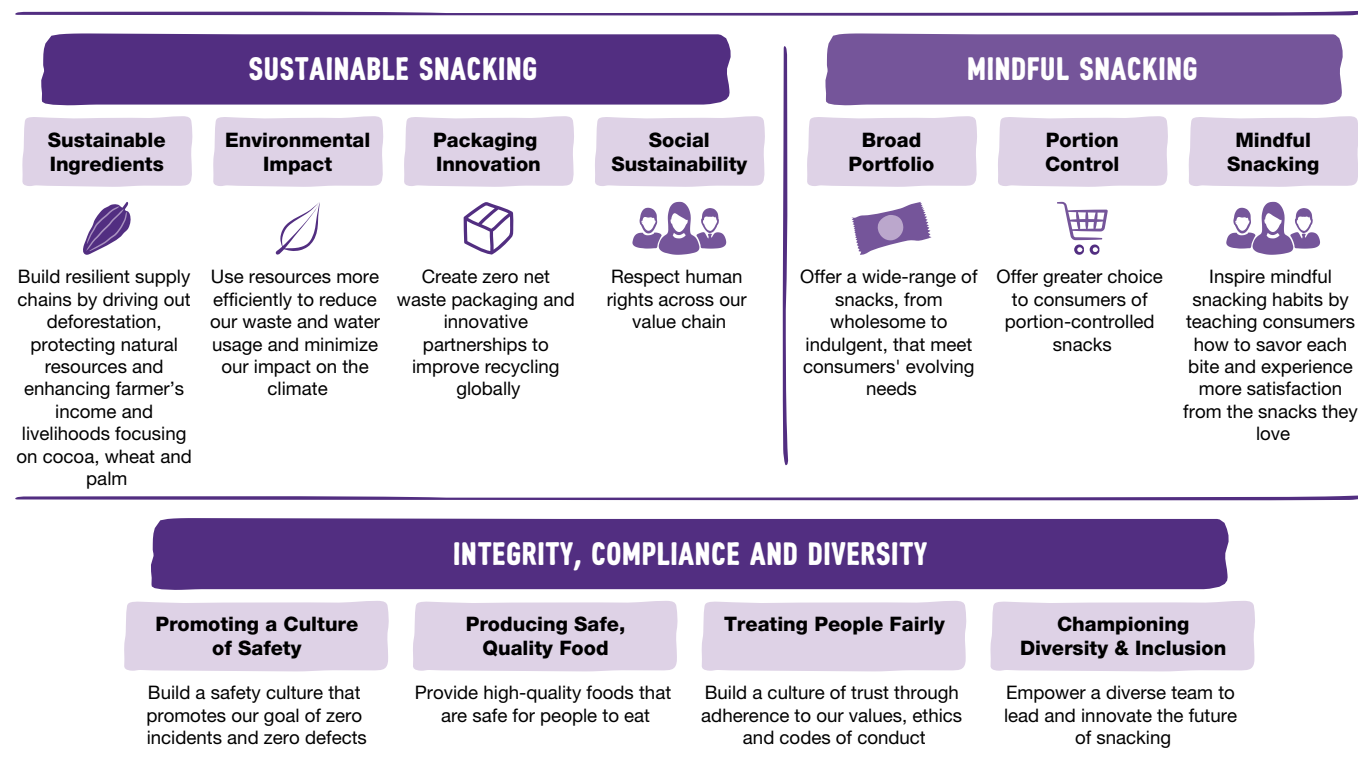 SUSTAINABLE SNACKING
Sustainable
Ingredients
Build resilient supply
chains by driving out
deforestation,
protecting natural
resources and
enhancing farmer’s
income and
livelihoods focusing
on cocoa, wheat and
palm
Environmental
Impact
Use resources more
efficiently to reduce
our waste and water
usage and minimize
our impact on the
climate
Packaging
Innovation
Create zero net
waste packaging and
innovative
partnerships to
improve recycling
globally
Social
Sustainability
Respect human
rights across our
value chain
MINDFUL SNACKING
Broad
Portfolio
Offer a wide-range of
snacks, from
wholesome to
indulgent, that meet
consumers' evolving
needs
Portion
Control
Offer greater choice
to consumers of
portion-controlled
snacks
Mindful
Snacking
Inspire mindful
snacking habits by
teaching consumers
how to savor each
bite and experience
more satisfaction
from the snacks they
love
INTEGRITY, COMPLIANCE AND DIVERSITY
Promoting a Culture
of Safety
Build a safety culture that
promotes our goal of zero
incidents and zero defects
Producing Safe,
Quality Food
Provide high-quality foods that
are safe for people to eat
Treating People Fairly
Build a culture of trust through
adherence to our values, ethics
and codes of conduct
Championing
Diversity & Inclusion
Empower a diverse team to
lead and innovate the future
of snacking